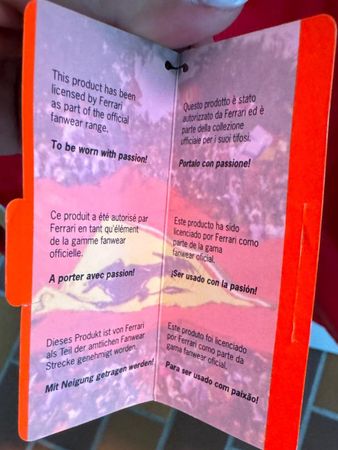 This product has been
licensed by Ferrari
as part of the official
fanwear range.
To be worn with passion!
Ce produit a été autorisé par
Ferrari en tant qu'élément
de la gamme fanwear
officielle.
A porter avec passion!
Dieses Produkt ist von Ferrari
als Teil der amtlichen Fanwear
Strecke genehmigt worden.
Mit Neigung getragen werden!
Questo prodotto è stato
autorizzato da Ferrari ed è
parte della collezione
ufficiale per i suoi tifosi.
Portalo con passione!
Este producto ha sido
licenciado por Ferrari como
parte de la gama
fanwear oficial.
¡Ser usado con la pasión!
Este produto foi licenciado
por Ferrari como parte da
gama fanwear oficial.
Para ser usado com paixão!